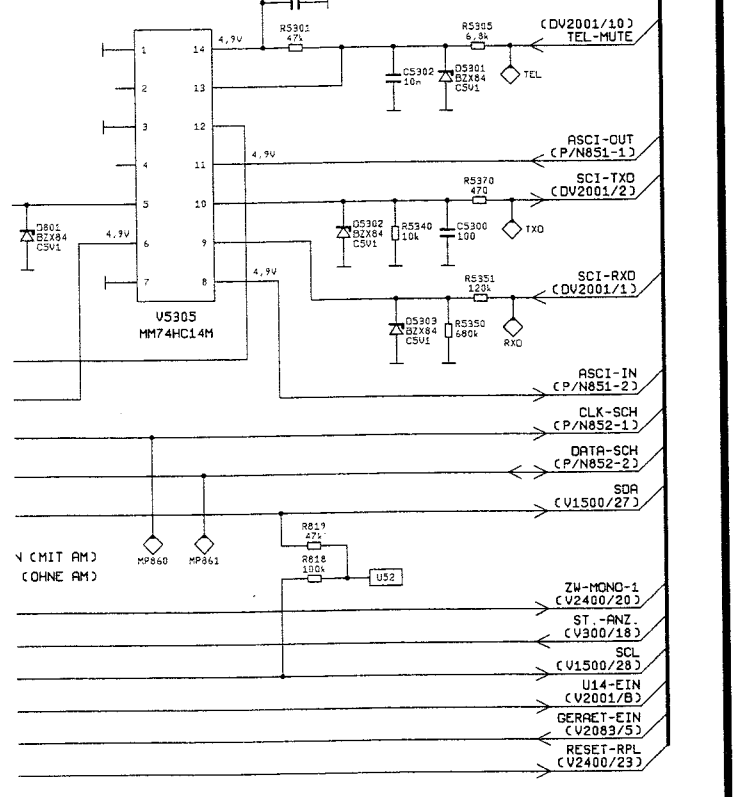 R5301
47k
R5305
6,8k
(DV2001/10)
TEL-MUTE
1
14
4,9V
C5302
10n
D5301
BZX84
C5V1
TEL
2
13
3
12
ASCI-OUT
(P/N851-1)
4
11
4,9V
R5370
470
SCI-TXD
(DV2001/2)
5
10
D801
BZX84
C5V1
4,9V
6
9
D5302
BZX84
C5V1
R5340
10k
C5300
100
TXD
7
8
4,9V
R5351
120k
SCI-RXD
(DV2001/1)
V5305
MM74HC14M
D5303
BZX84
C5V1
R5350
680k
RXD
ASCI-IN
(P/N851-2)
CLK-SCH
(P/N852-1)
DATA-SCH
(P/N852-2)
SDA
(V1500/27)
R819
47k
MP860
MP861
N (MIT AM)
(OHNE AM)
R818
100k
U52
ZW-MONO-1
(V2400/20)
ST.-ANZ.
(V300/18)
SCL
(V1500/28)
U14-EIN
(V2001/B)
GERAET-EIN
(V2083/5)
RESET-RPL
(V2400/23)